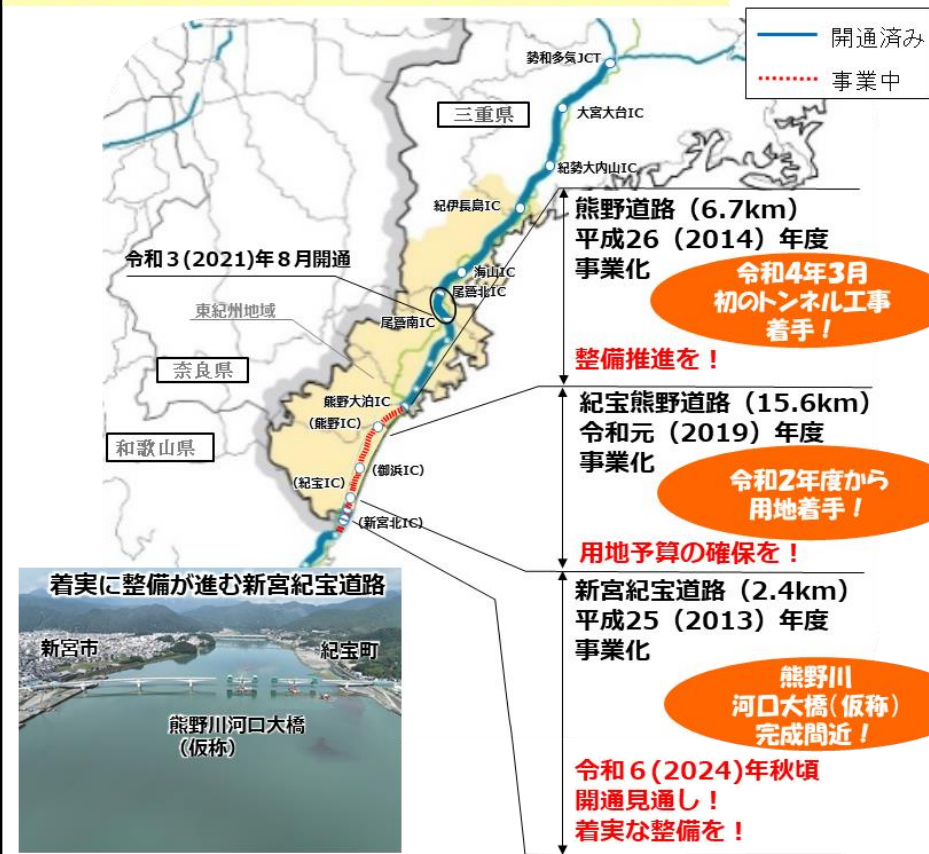 開通済み
事業中
勢和多気JCT
三重県
大宮大台IC
紀勢大内山IC
紀伊長島IC
熊野道路（6.7km）
平成26（2014）年度
事業化
令和4年3月
初のトンネル工事
着手！
整備推進を！
令和３(2021)年８月開通
海山IC
尾鷲北IC
東紀州地域
尾鷲南IC
奈良県
熊野大泊IC
(熊野IC)
和歌山県
(御浜IC)
(紀宝IC)
(新宮北IC)
紀宝熊野道路（15.6km）
令和元（2019）年度
事業化
令和2年度から
用地着手！
用地予算の確保を！
着実に整備が進む新宮紀宝道路
新宮市
紀宝町
熊野川河口大橋
（仮称）
新宮紀宝道路（2.4km）
平成25（2013）年度
事業化
熊野川
河口大橋(仮称)
完成間近！
令和６(2024)年秋頃
開通見通し！
着実な整備を！